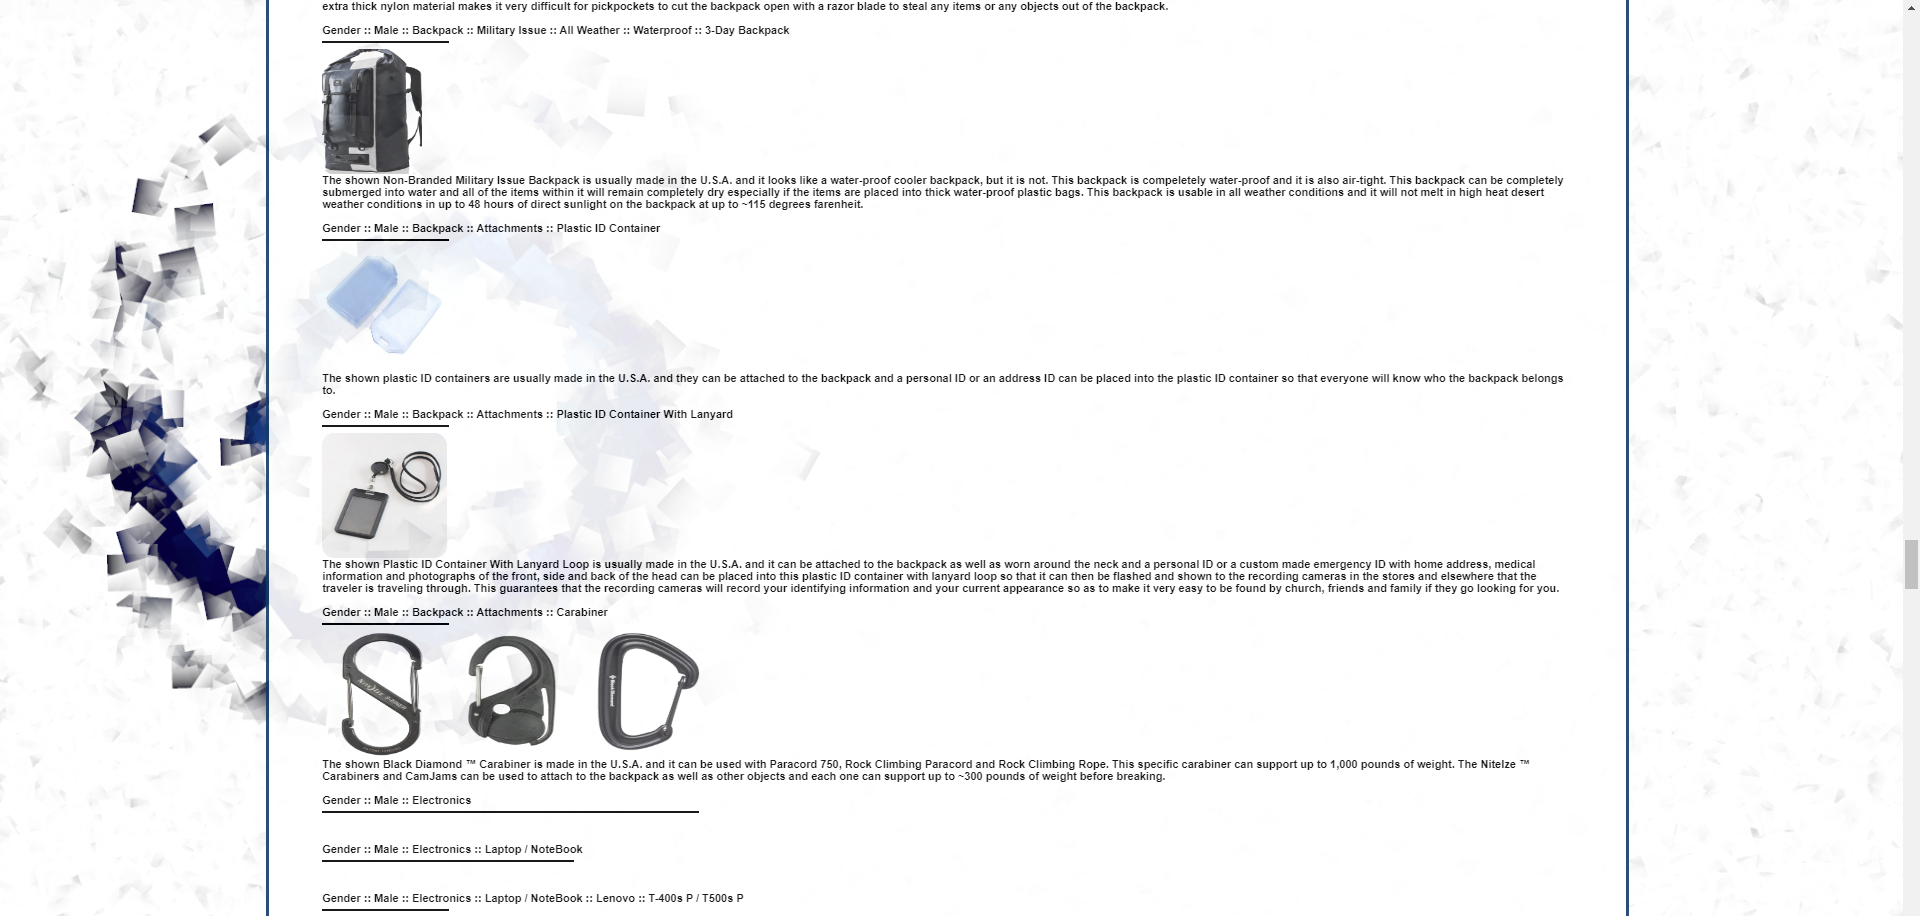 extra thick nylon material makes it very difficult for pickpockets to cut the backpack open with a razor blade to steal any items or any objects out of the backpack.
Gender :: Male :: Backpack :: Military Issue :: All Weather :: Waterproof :: 3-Day Backpack
The shown Non-Branded Military Issue Backpack is usually made in the U.S.A. and it looks like a water-proof cooler backpack, but it is not. This backpack is compeletely water-proof and it is also air-tight. This backpack can be completely
submerged into water and all of the items within it will remain completely dry especially if the items are placed into thick water-proof plastic bags. This backpack is usable in all weather conditions and it will not melt in high heat desert
weather conditions in up to 48 hours of direct sunlight on the backpack at up to ~115 degrees farenheit.
Gender :: Male :: Backpack :: Attachments :: Plastic ID Container
The shown plastic ID containers are usually made in the U.S.A. and they can be attached to the backpack and a personal ID or an address ID can be placed into the plastic ID container so that everyone will know who the backpack belongs
to.
Gender :: Male :: Backpack :: Attachments :: Plastic ID Container With Lanyard
The shown Plastic ID Container With Lanyard Loop is usually made in the U.S.A. and it can be attached to the backpack as well as worn around the neck and a personal ID or a custom made emergency ID with home address, medical
information and photographs of the front, side and back of the head can be placed into this plastic ID container with lanyard loop so that it can then be flashed and shown to the recording cameras in the stores and elsewhere that the
traveler is traveling through. This guarantees that the recording cameras will record your identifying information and your current appearance so as to make it very easy to be found by church, friends and family if they go looking for you.
Gender :: Male :: Backpack :: Attachments :: Carabiner
Black Diamond
The shown Black Diamond ™ Carabiner is made in the U.S.A. and it can be used with Paracord 750, Rock Climbing Paracord and Rock Climbing Rope. This specific carabiner can support up to 1,000 pounds of weight. The NiteIze ™
Carabiners and CamJams can be used to attach to the backpack as well as other objects and each one can support up to ~300 pounds of weight before breaking.
Gender :: Male :: Electronics
Gender :: Male :: Electronics :: Laptop / NoteBook
Gender :: Male :: Electronics :: Laptop / NoteBook :: Lenovo :: T-400s P / T500s P